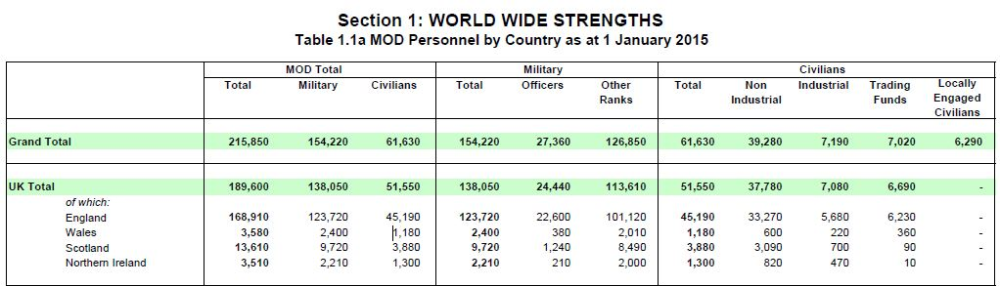 Section 1: WORLD WIDE STRENGTHS
Table 1.1a MOD Personnel by Country as at 1 January 2015
MOD Total Military Civilians
Total Military Civilians Total Officers Other Ranks Total Non Industrial Industrial Trading Funds Locally Engaged Civilians
Grand Total 215,850 154,220 61,630 154,220 27,360 126,850 61,630 39,280 7,190 7,020 6,290
UK Total 189,600 138,050 51,550 138,050 24,440 113,610 51,550 37,780 7,080 6,690 -
of which:
England 168,910 123,720 45,190 123,720 22,600 101,120 45,190 33,270 5,680 6,230 -
Wales 3,580 2,400 1,180 2,400 380 2,010 1,180 600 220 360 -
Scotland 13,610 9,720 3,880 9,720 1,240 8,490 3,880 3,090 700 90 -
Northern Ireland 3,510 2,210 1,300 2,210 210 2,000 1,300 820 470 10 -